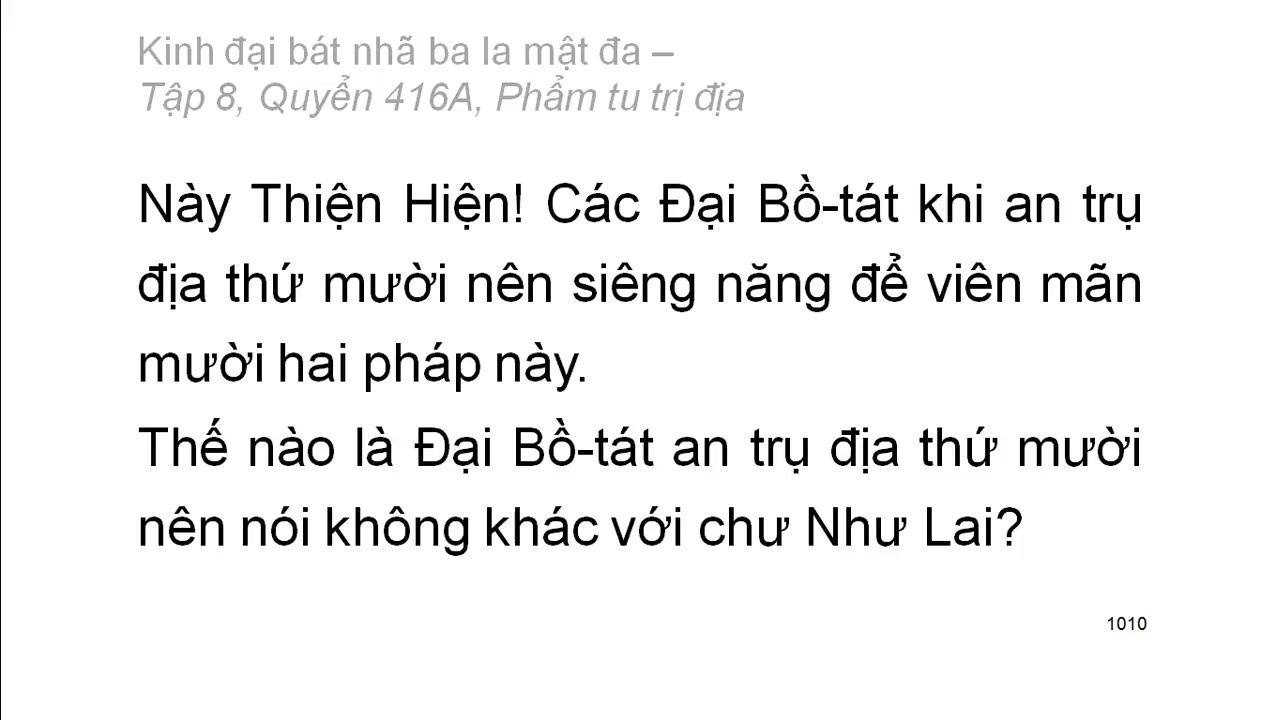 Kinh đại bát nhã ba la mật đa –
Tập 8, Quyển 416A, Phẩm tu trị địa
Này Thiện Hiện! Các Đại Bồ-tát khi an trụ
địa thứ mười nên siêng năng để viên mãn
mười hai pháp này.
Thế nào là Đại Bồ-tát an trụ địa thứ mười
nên nói không khác với chư Như Lai?
1010